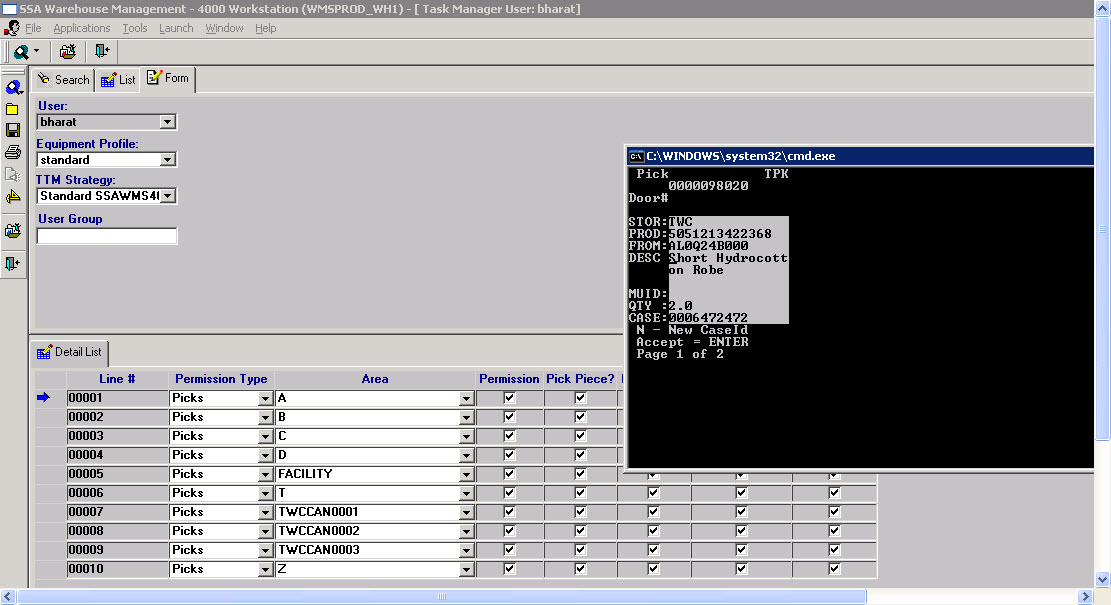 SSA Warehouse Management - 4000 Workstation (WMSPROD_WH1) - [ Task Manager User: bharat]
File Applications Tools Launch Window Help
Search List Form
User:
bharat
Equipment Profile:
standard
TTM Strategy:
Standard SSAWMS4
User Group
C:\WINDOWS\system32\cmd.exe
Pick TPK
0000098020
Door#
STOR:TWC
PROD:5051213422368
FROM:AL0Q24B000
DESC Short Hydrocott
on Robe
MUID:
QTY :2.0
CASE:0006472472
N - New CaseId
Accept = ENTER
Page 1 of 2
Detail List
Line # Permission Type Area Permission Pick Piece?
00001 Picks A
00002 Picks B
00003 Picks C
00004 Picks D
00005 Picks FACILITY
00006 Picks T
00007 Picks TWCCAN0001
00008 Picks TWCCAN0002
00009 Picks TWCCAN0003
00010 Picks Z